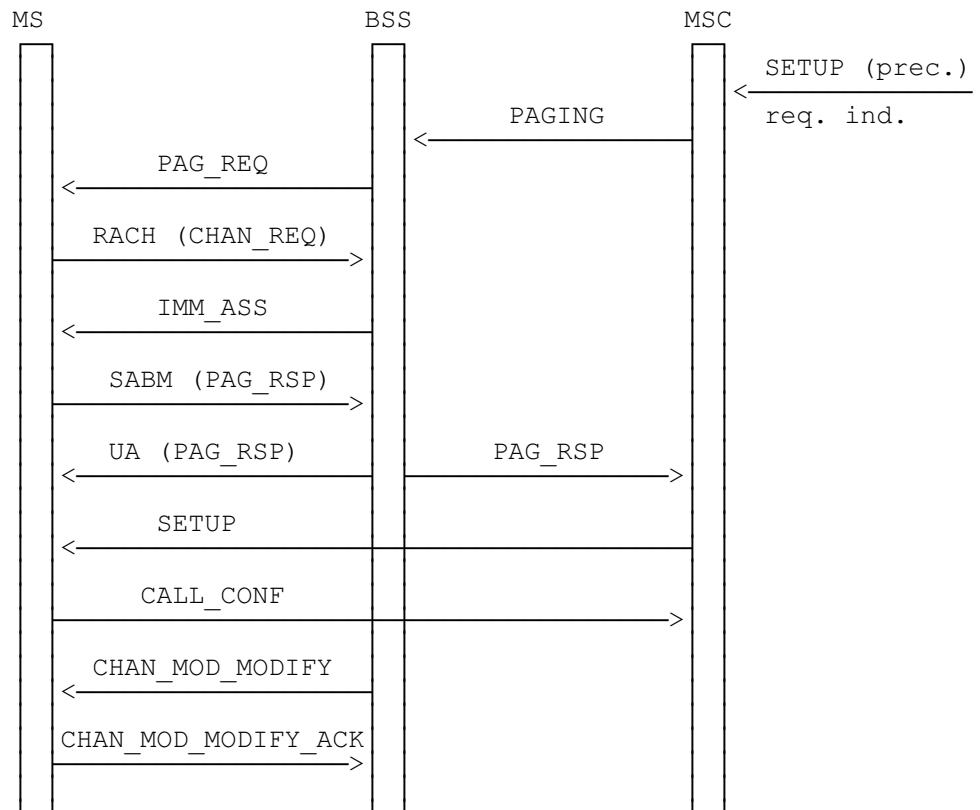 MS BSS MSC
SETUP (prec.)
req. ind.
PAGING
PAG_REQ
RACH (CHAN_REQ)
IMM_ASS
SABM (PAG_RSP)
UA (PAG_RSP) PAG_RSP
SETUP
CALL_CONF
CHAN_MOD_MODIFY
CHAN_MOD_MODIFY_ACK